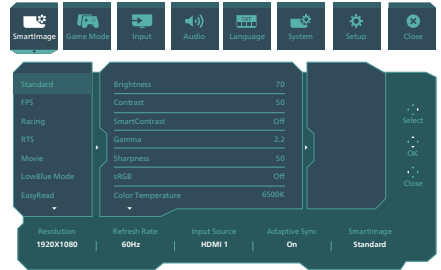 SmartImage
Game Mode
Input
TXT
Audio
Language
System
Setup
Close
Standard
FPS
Racing
RTS
Movie
LowBlue Mode
EasyRead
Brightness 70
Contrast 50
SmartContrast Off
Gamma 2.2
Sharpness 50
sRGB Off
Color Temperature 6500K
Select
OK
Close
Resolution Refresh Rate Input Source Adaptive Sync SmartImage
1920X1080 | 60Hz | HDMI 1 | On | Standard